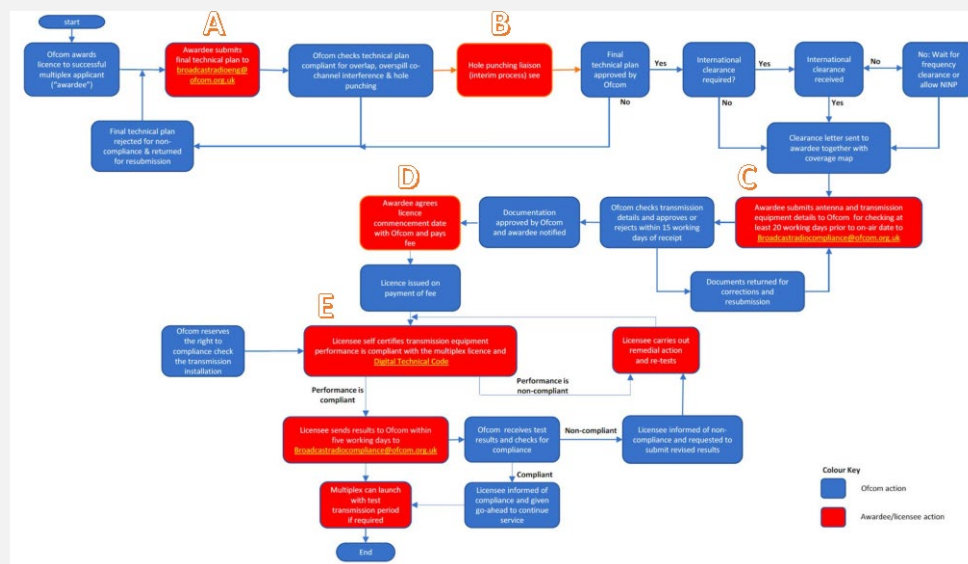 A
B
start
Ofcom awards
licence to successful
multiplex applicant
("awardee")
Awardee submits
final technical plan to
broadcastradioeng@
ofcom.org.uk
Ofcom checks technical plan
compliant for overlap, overspill co-
channel interference & hole
punching
Hole punching liaison
(interim process) see
Final
technical plan
approved by
Ofcom
Yes
International
clearance
required?
Yes
International
clearance
received
No
No: Wait for
frequency
clearance or
allow NINP
No
No
Yes
Final technical plan
rejected for non-
compliance & returned
for resubmission
Clearance letter sent to
awardee together with
coverage map
D
C
Awardee agrees
licence
commencement date
with Ofcom and pays
fee
Documentation
approved by Ofcom
and awardee notified
Ofcom checks transmission
details and approves or
rejects within 15 working
days of receipt
Awardee submits antenna and transmission
equipment details to Ofcom for checking at
least 20 working days prior to on-air date to
Broadcastradiocompliance@ofcom.org.uk
Licence issued on
payment of fee
Documents returned for
corrections and
resubmission
E
Ofcom reserves
the right to
compliance check
the transmission
installation
Licensee self certifies transmission equipment
performance is compliant with the multiplex licence and
Digital Technical Code
Licensee carries out
remedial action
and re-tests
Performance is
compliant
Performance is
non-compliant
Licensee sends results to Ofcom within
five working days to
Broadcastradiocompliance@ofcom.org.uk
Ofcom receives test
results and checks for
compliance
Non-compliant
Licensee informed of non-
compliance and requested to
submit revised results
Compliant
Multiplex can launch
with test
transmission period
if required
Licensee informed of
compliance and given
go-ahead to continue
service
End
Colour Key
Ofcom action
Awardee/licensee action